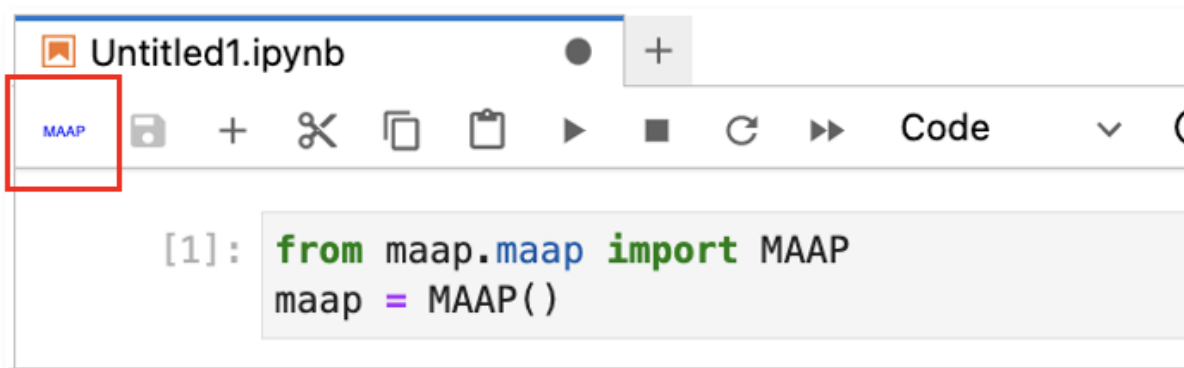 Untitled1.ipynb
MAAP Code
[1]: from maap.maap import MAAP
maap = MAAP()